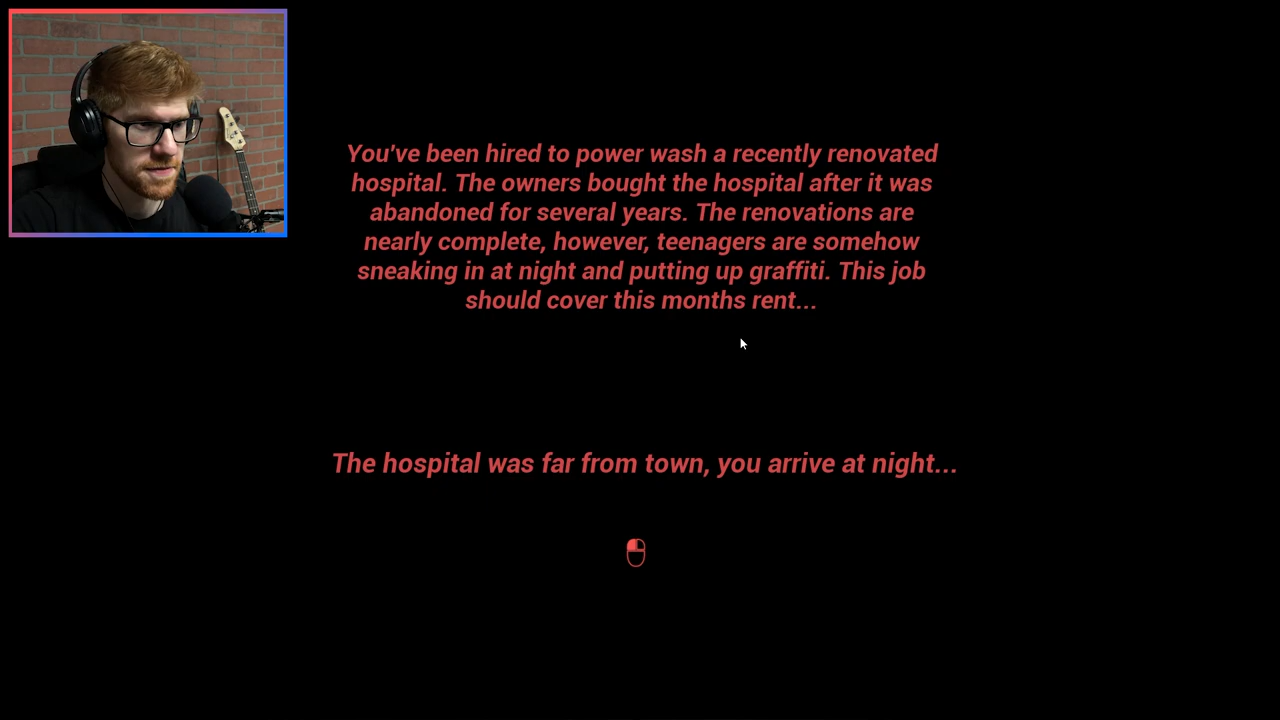 You've been hired to power wash a recently renovated
hospital. The owners bought the hospital after it was
abandoned for several years. The renovations are
nearly complete, however, teenagers are somehow
sneaking in at night and putting up graffiti. This job
should cover this months rent...
The hospital was far from town, you arrive at night...